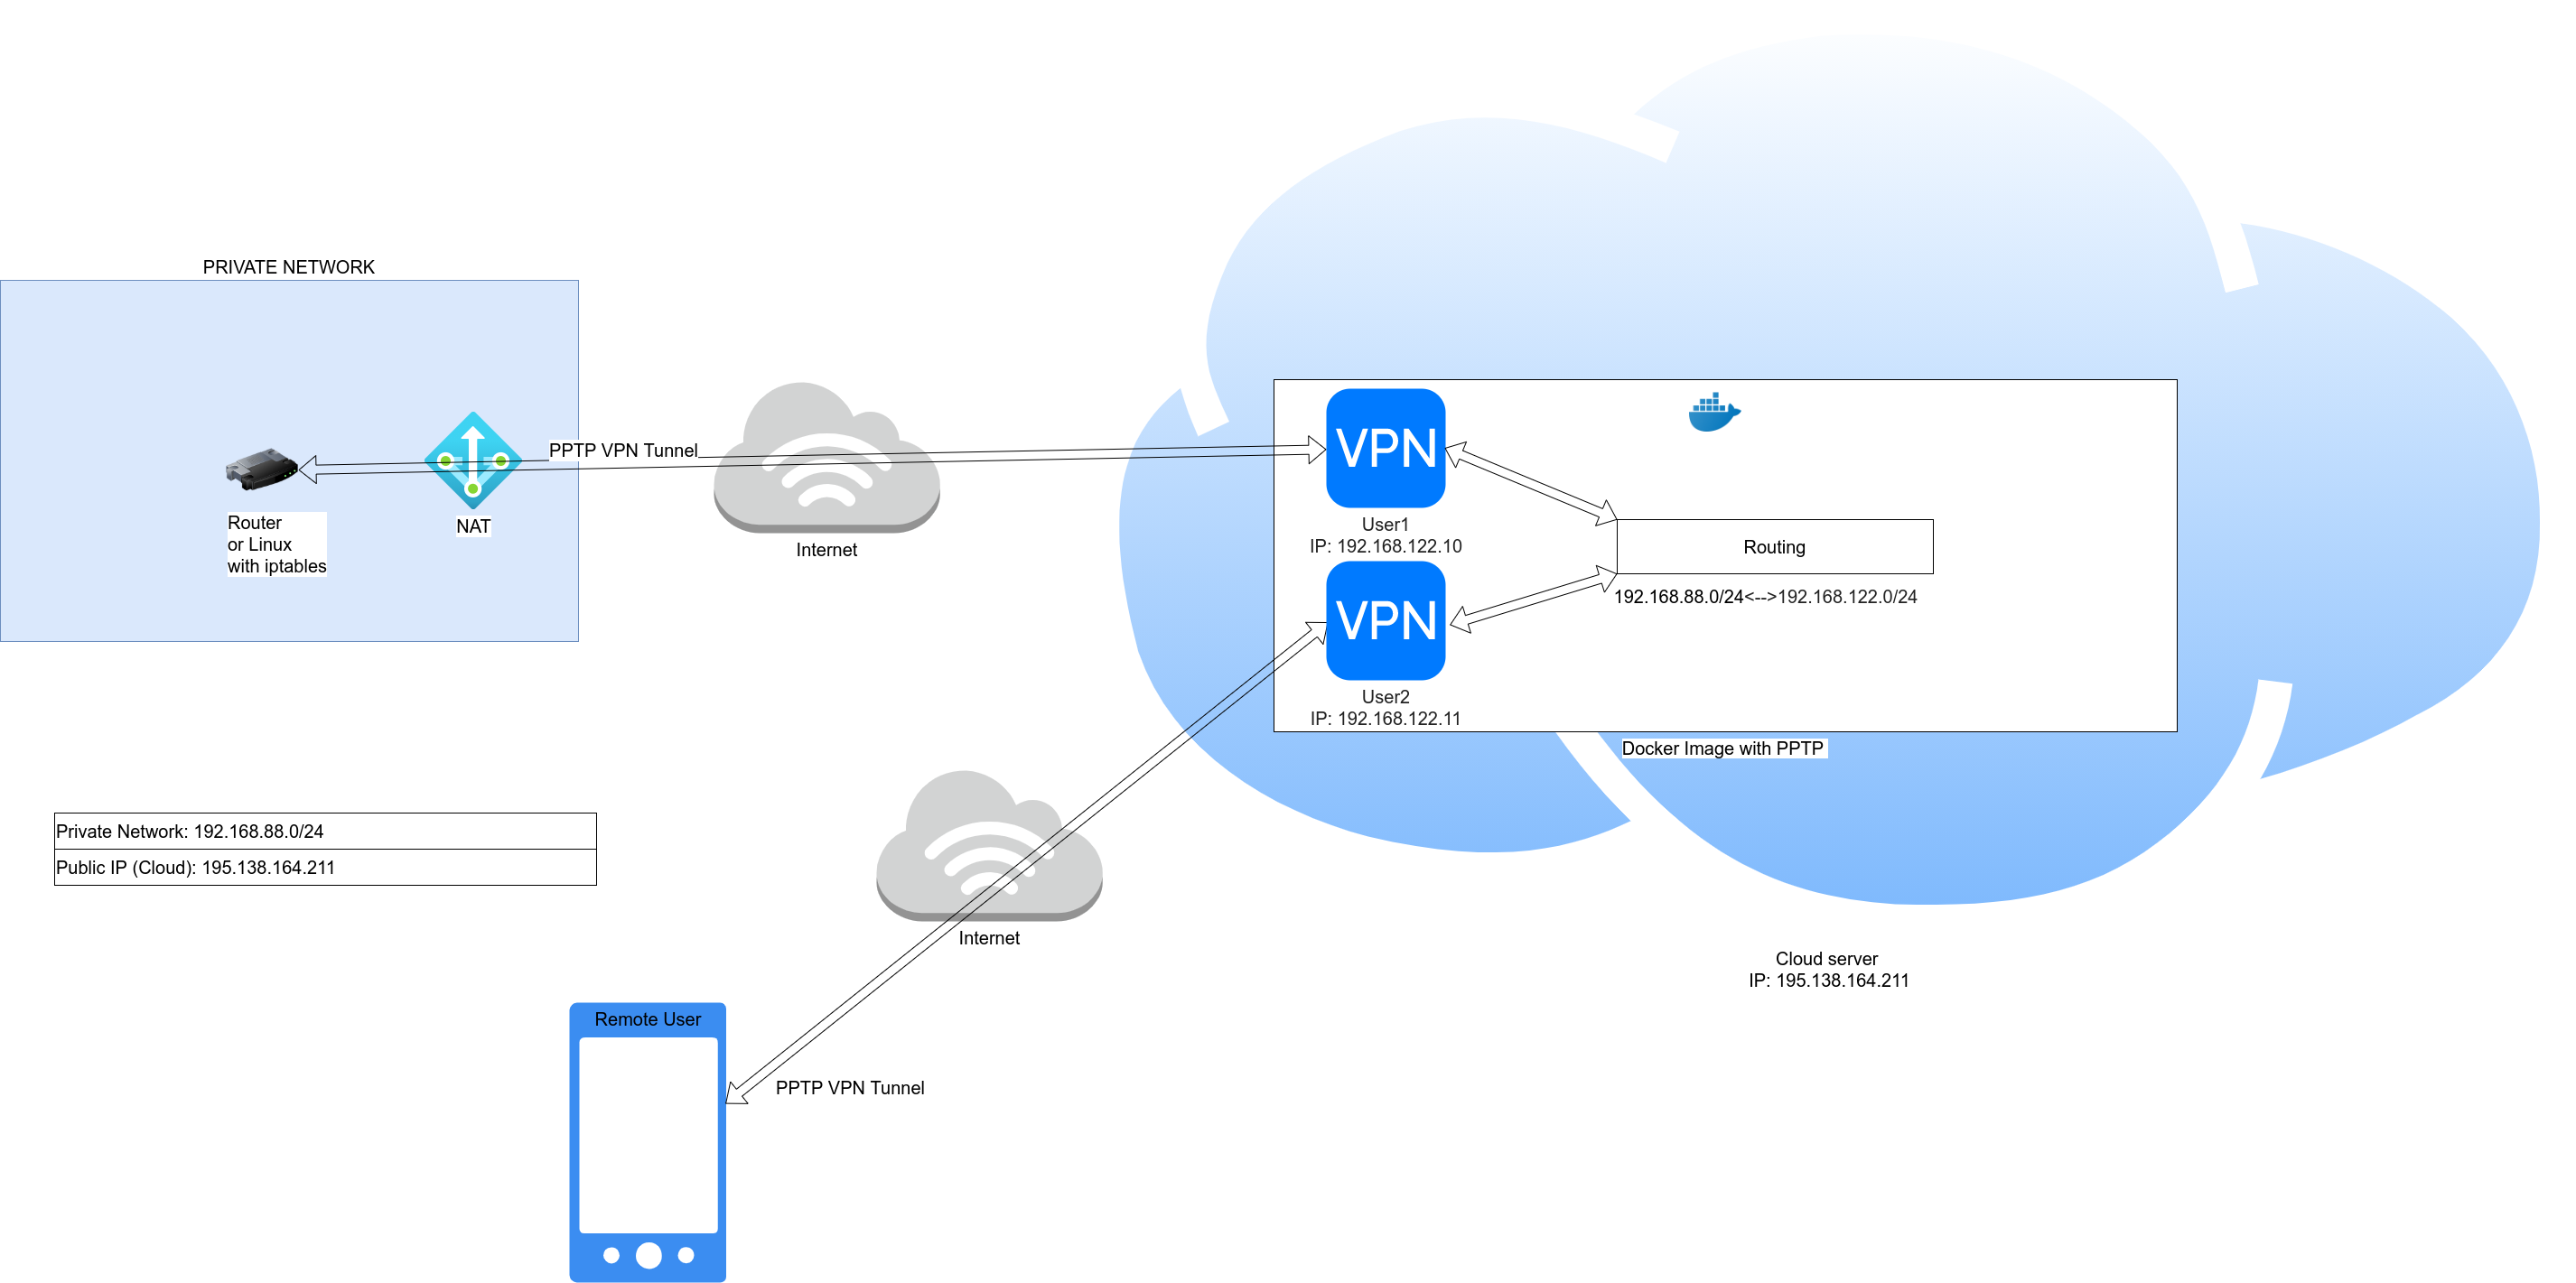 PRIVATE NETWORK
PPTP VPN Tunnel
Router
or Linux
with iptables
NAT
Internet
VPN
User1
IP: 192.168.122.10
VPN
User2
IP: 192.168.122.11
Routing
192.168.88.0/24<-->192.168.122.0/24
Docker Image with PPTP
Private Network: 192.168.88.0/24
Public IP (Cloud): 195.138.164.211
Internet
Cloud server
IP: 195.138.164.211
Remote User
PPTP VPN Tunnel